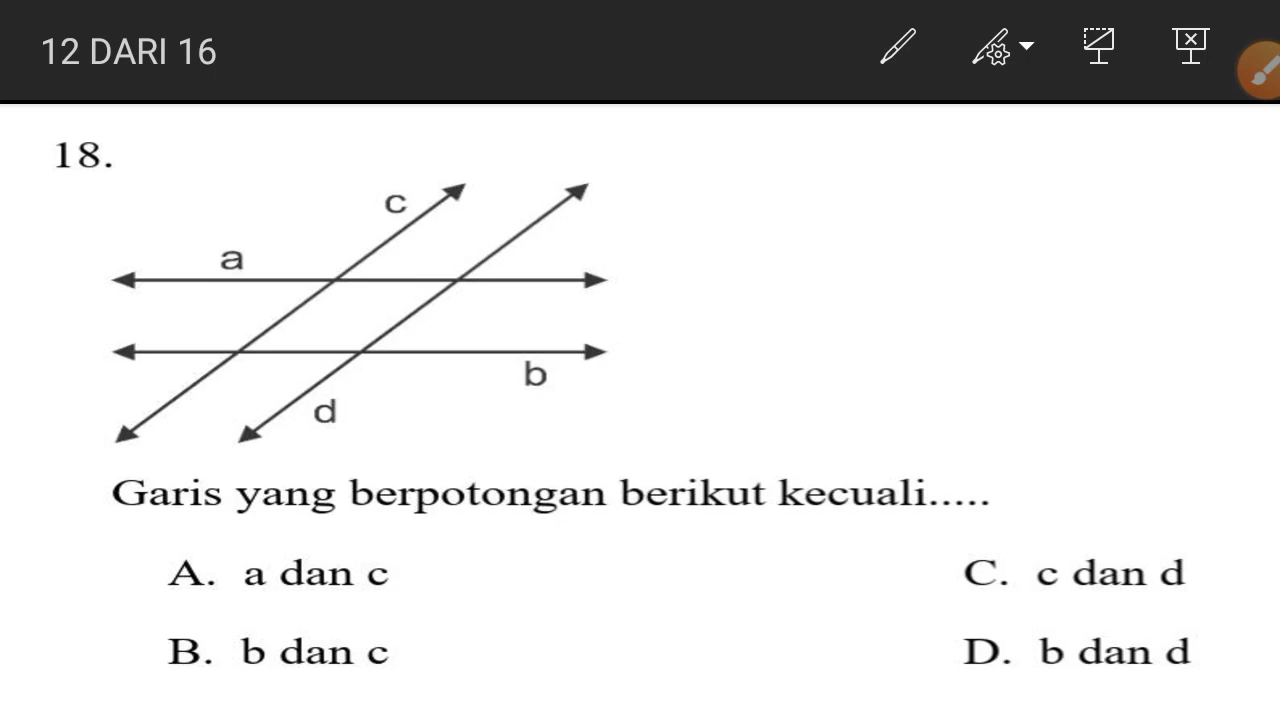 12 DARI 16
18.
c
a
b
d
Garis yang berpotongan berikut kecuali.....
A. a dan c
C. c dan d
B. b dan c
D. b dan d